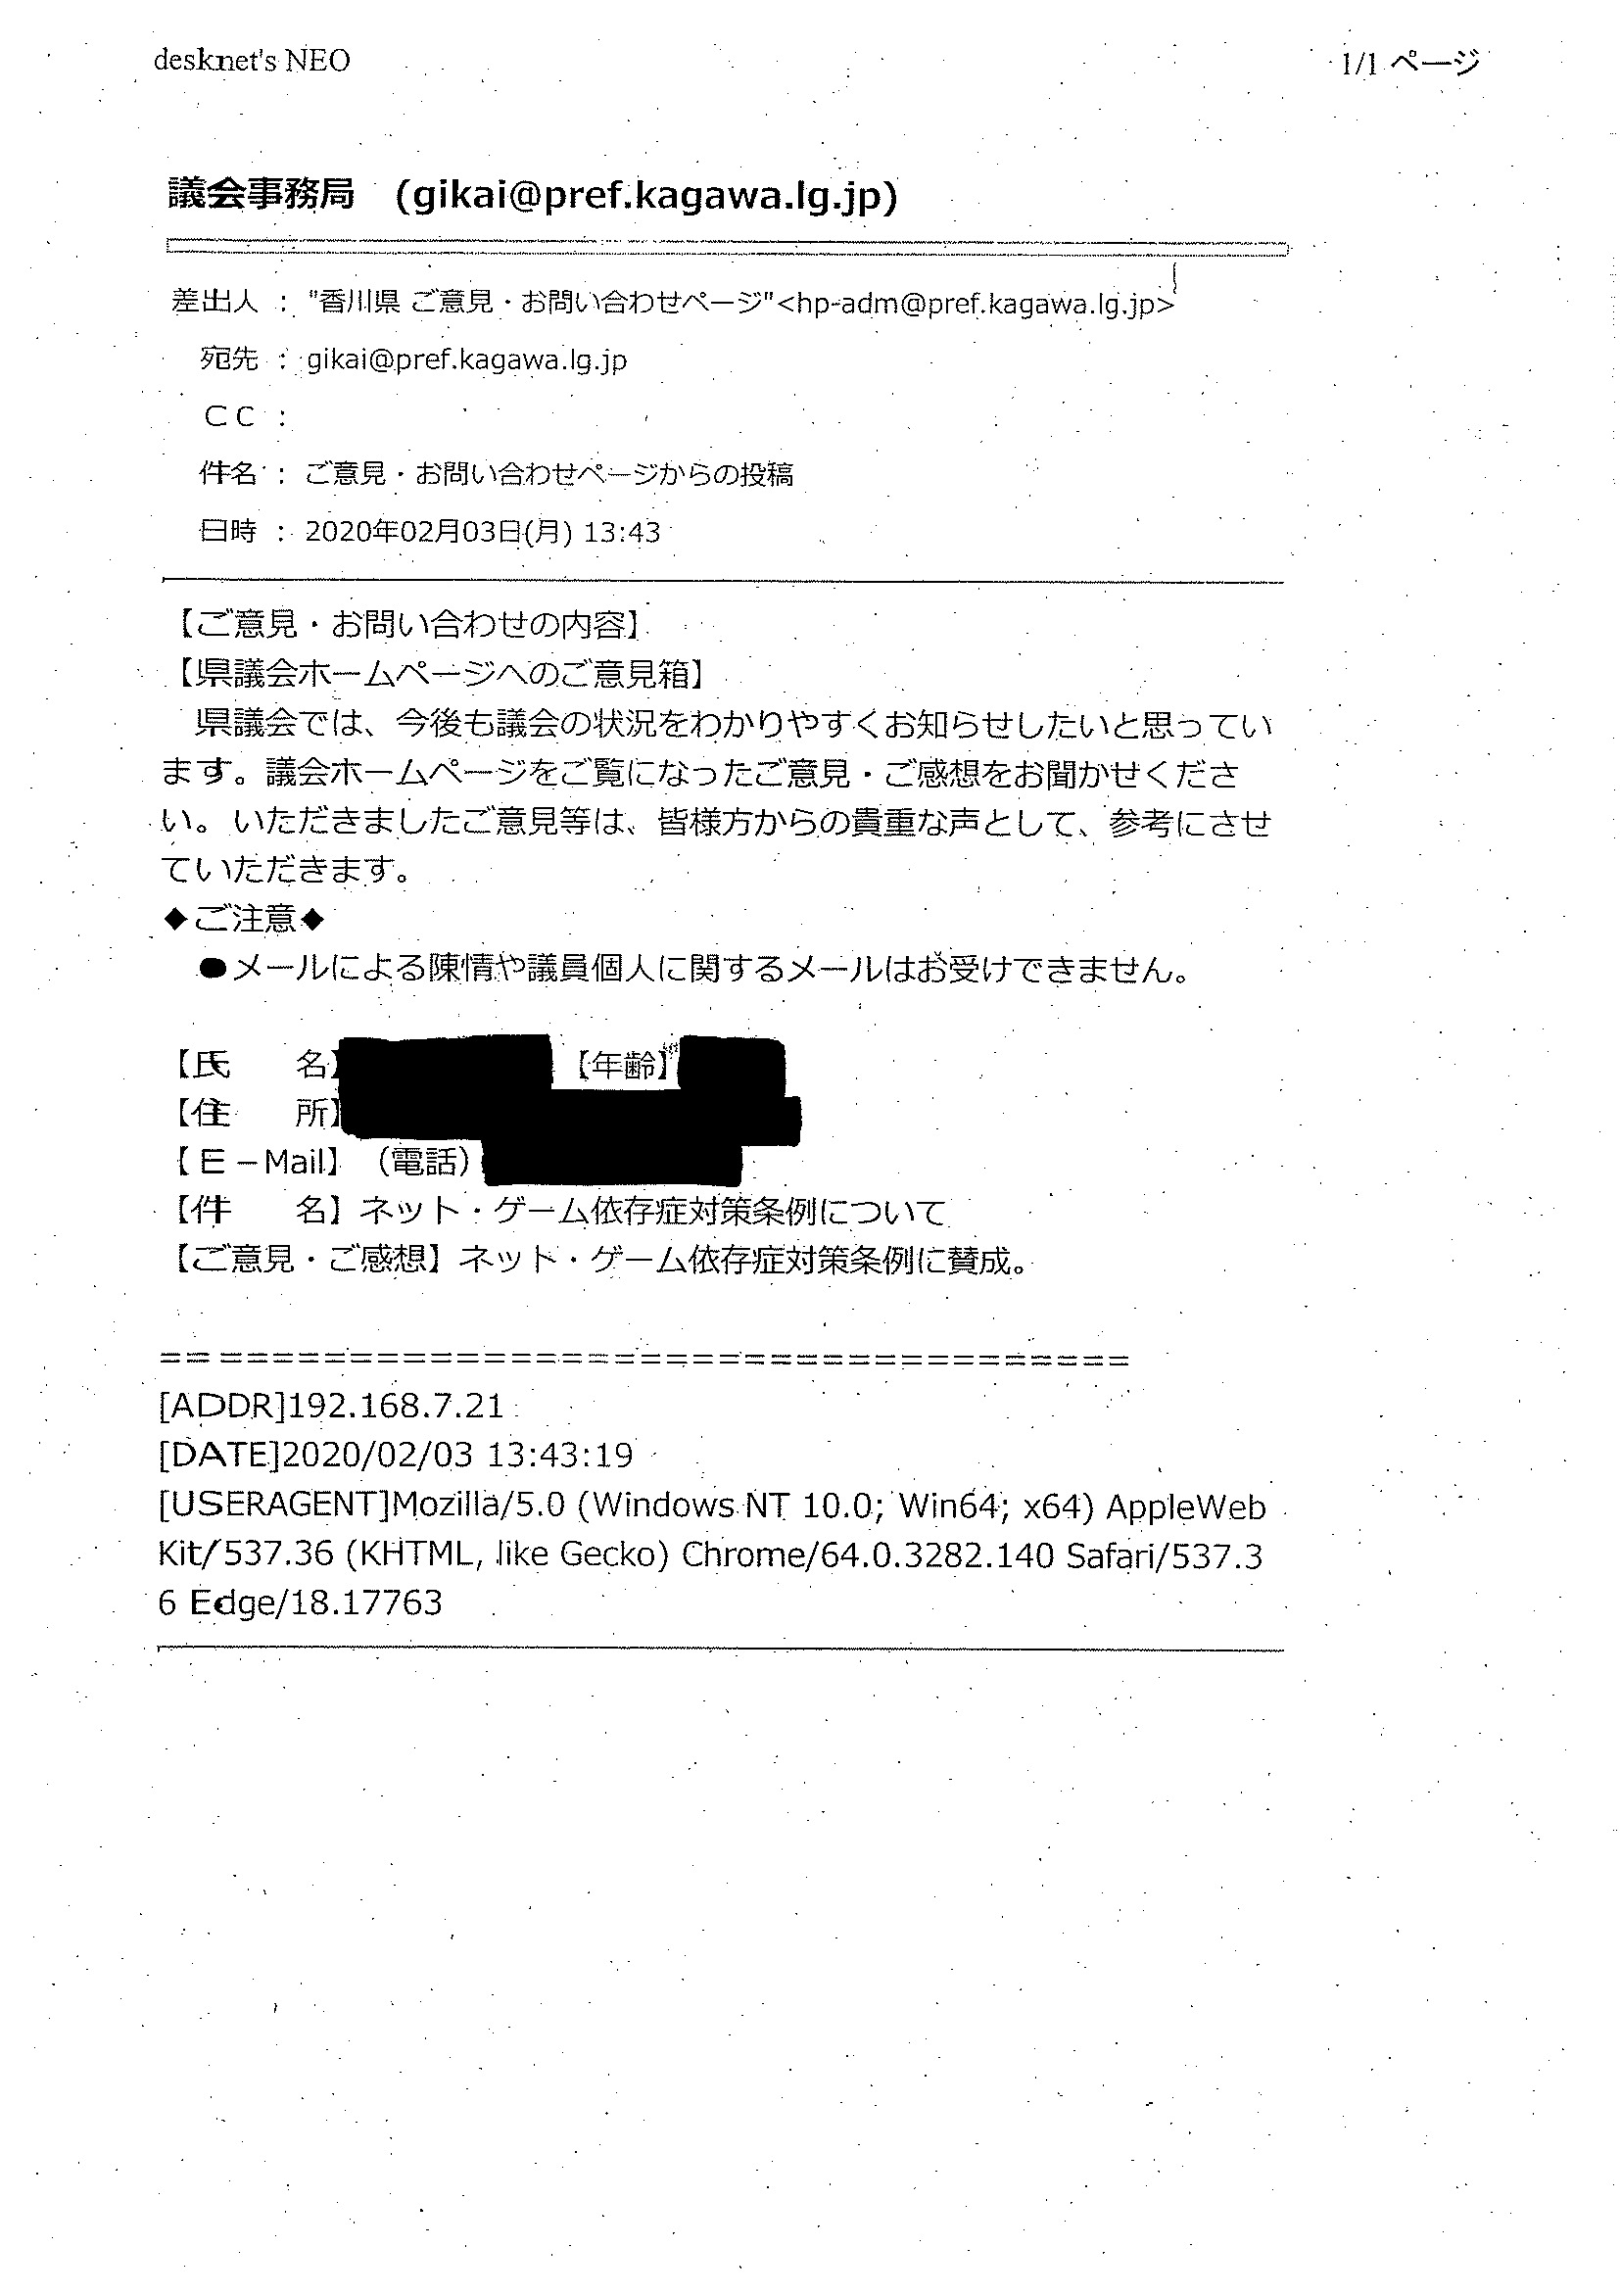 desknet's NEO
1/1 ページ
議会事務局　(gikai@pref.kagawa.lg.jp)
差出人 ： "香川県 ご意見・お問い合わせページ"<hp-adm@pref.kagawa.lg.jp>
宛先 ： gikai@pref.kagawa.lg.jp
ＣＣ ：
件名 ： ご意見・お問い合わせページからの投稿
日時 ： 2020年02月03日(月) 13:43
【ご意見・お問い合わせの内容】
【県議会ホームページへのご意見箱】
　県議会では、今後も議会の状況をわかりやすくお知らせしたいと思ってい
ます。議会ホームページをご覧になったご意見・ご感想をお聞かせくださ
い。いただきましたご意見等は、皆様方からの貴重な声として、参考にさせ
ていただきます。
◆ご注意◆
　●メールによる陳情や議員個人に関するメールはお受けできません。
【氏　　名】【年齢】
【住　　所】
【Ｅ－Mail】（電話）
【件　　名】ネット・ゲーム依存症対策条例について
【ご意見・ご感想】ネット・ゲーム依存症対策条例に賛成。
=====================================
[ADDR]192.168.7.21
[DATE]2020/02/03 13:43:19
[USERAGENT]Mozilla/5.0 (Windows NT 10.0; Win64; x64) AppleWeb
Kit/537.36 (KHTML, like Gecko) Chrome/64.0.3282.140 Safari/537.3
6 Edge/18.17763